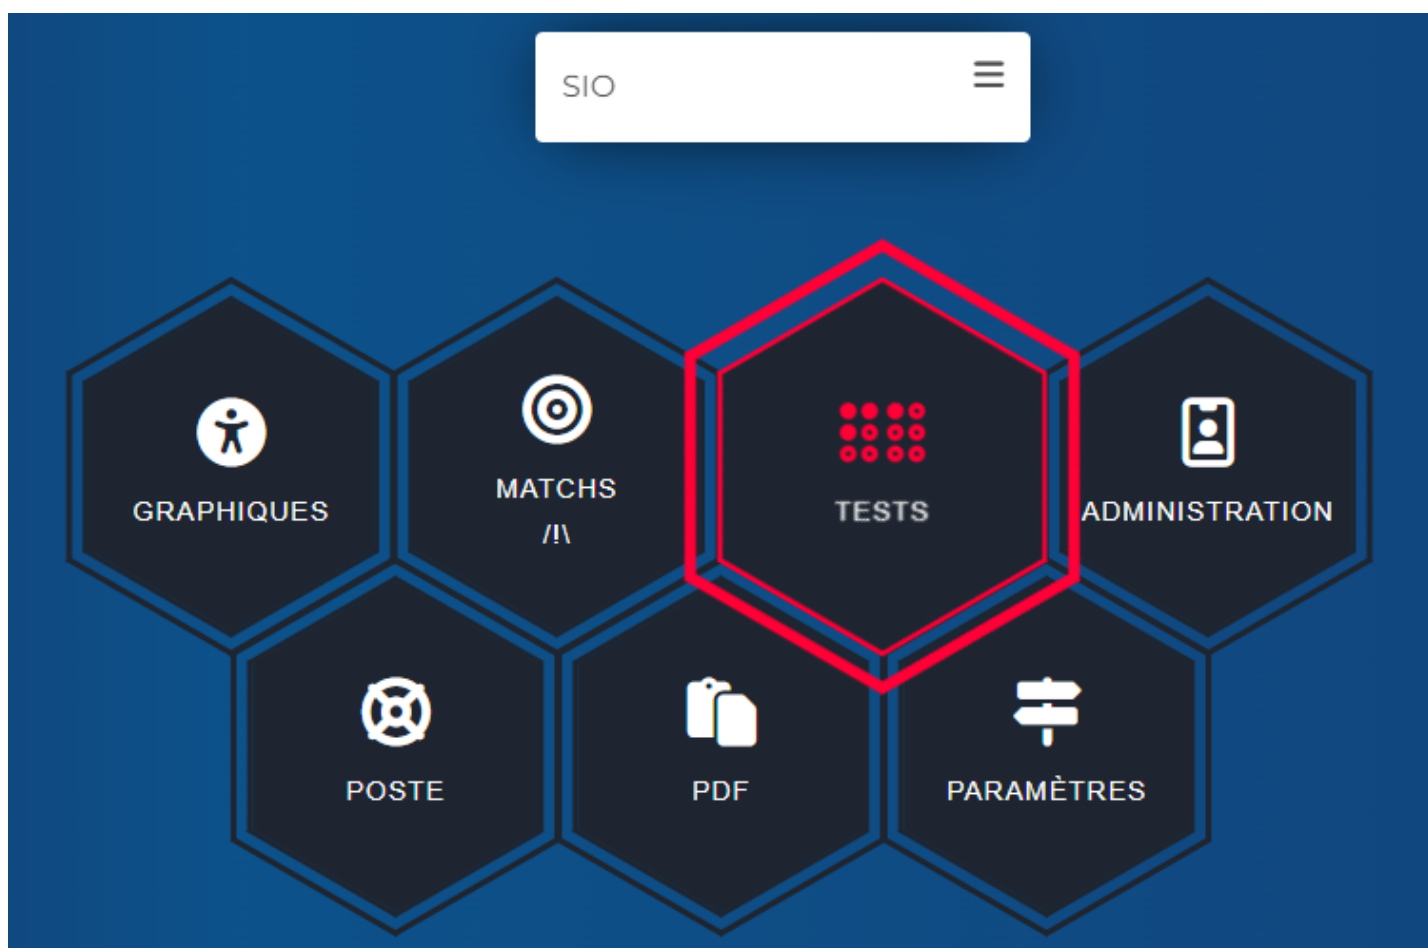 SIO
GRAPHIQUES
MATCHS
/!\
TESTS
ADMINISTRATION
POSTE
PDF
PARAMÈTRES